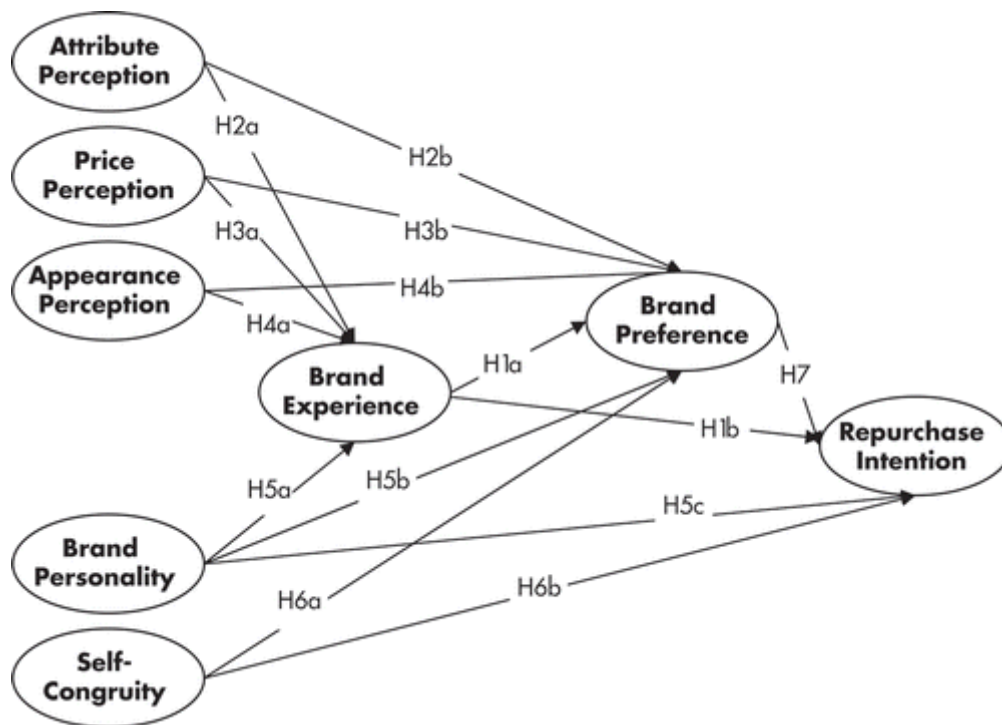 Attribute
Perception
H2a
H2b
Price
Perception
H3a
H3b
Appearance
Perception
H4b
H4a
Brand
Preference
Brand
Experience
H1a
H7
H1b
Repurchase
Intention
H5a
H5b
H5c
Brand
Personality
H6a
H6b
Self-
Congruity